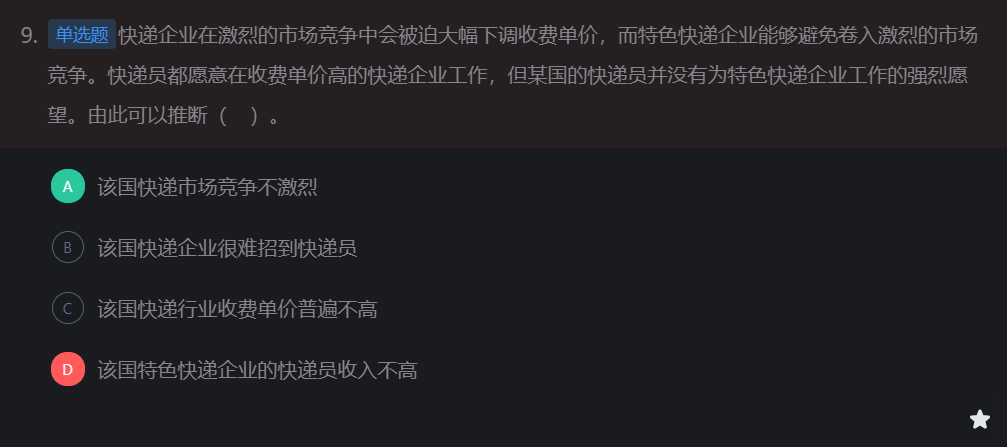 9. 单选题 快递企业在激烈的市场竞争中会被迫大幅下调收费单价，而特色快递企业能够避免卷入激烈的市场
竞争。快递员都愿意在收费单价高的快递企业工作，但某国的快递员并没有为特色快递企业工作的强烈愿
望。由此可以推断（ ）。
A 该国快递市场竞争不激烈
B 该国快递企业很难招到快递员
C 该国快递行业收费单价普遍不高
D 该国特色快递企业的快递员收入不高